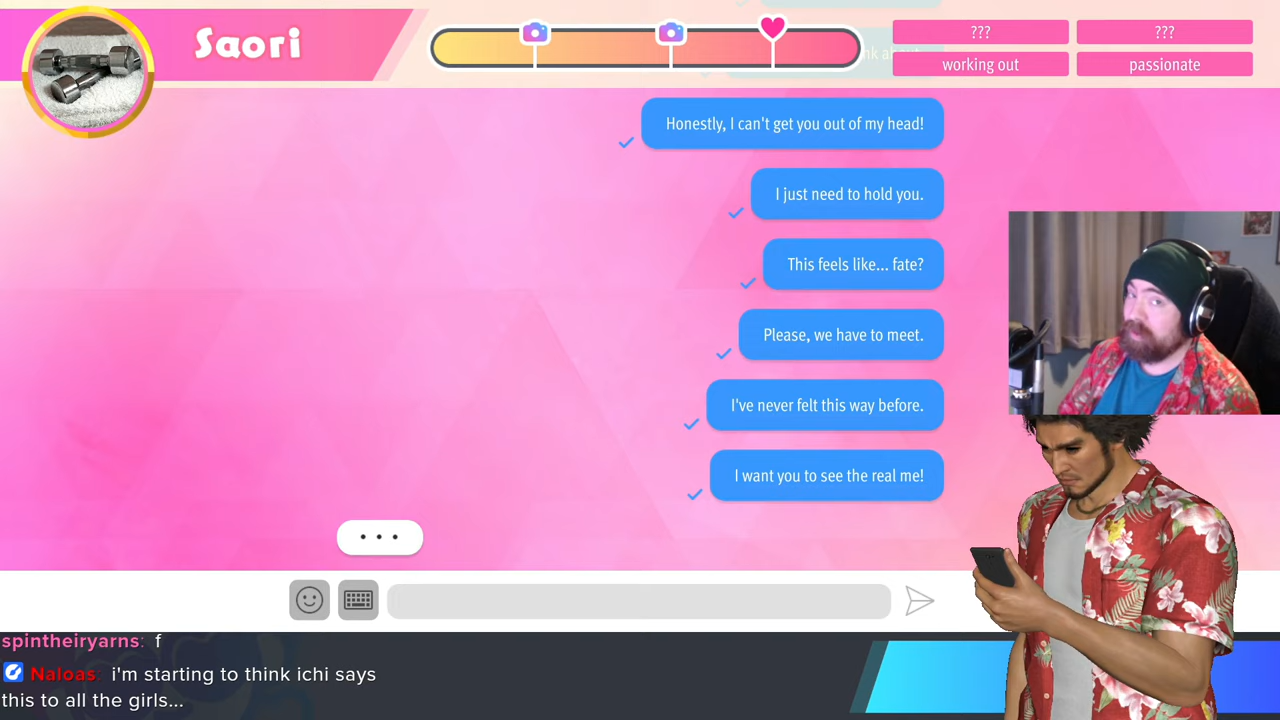 Saori
???
???
nk about
working out
passionate
Honestly, I can't get you out of my head!
I just need to hold you.
This feels like... fate?
Please, we have to meet.
I've never felt this way before.
I want you to see the real me!
• • •
spintheiryarns: f
Naloas: i'm starting to think ichi says
this to all the girls...